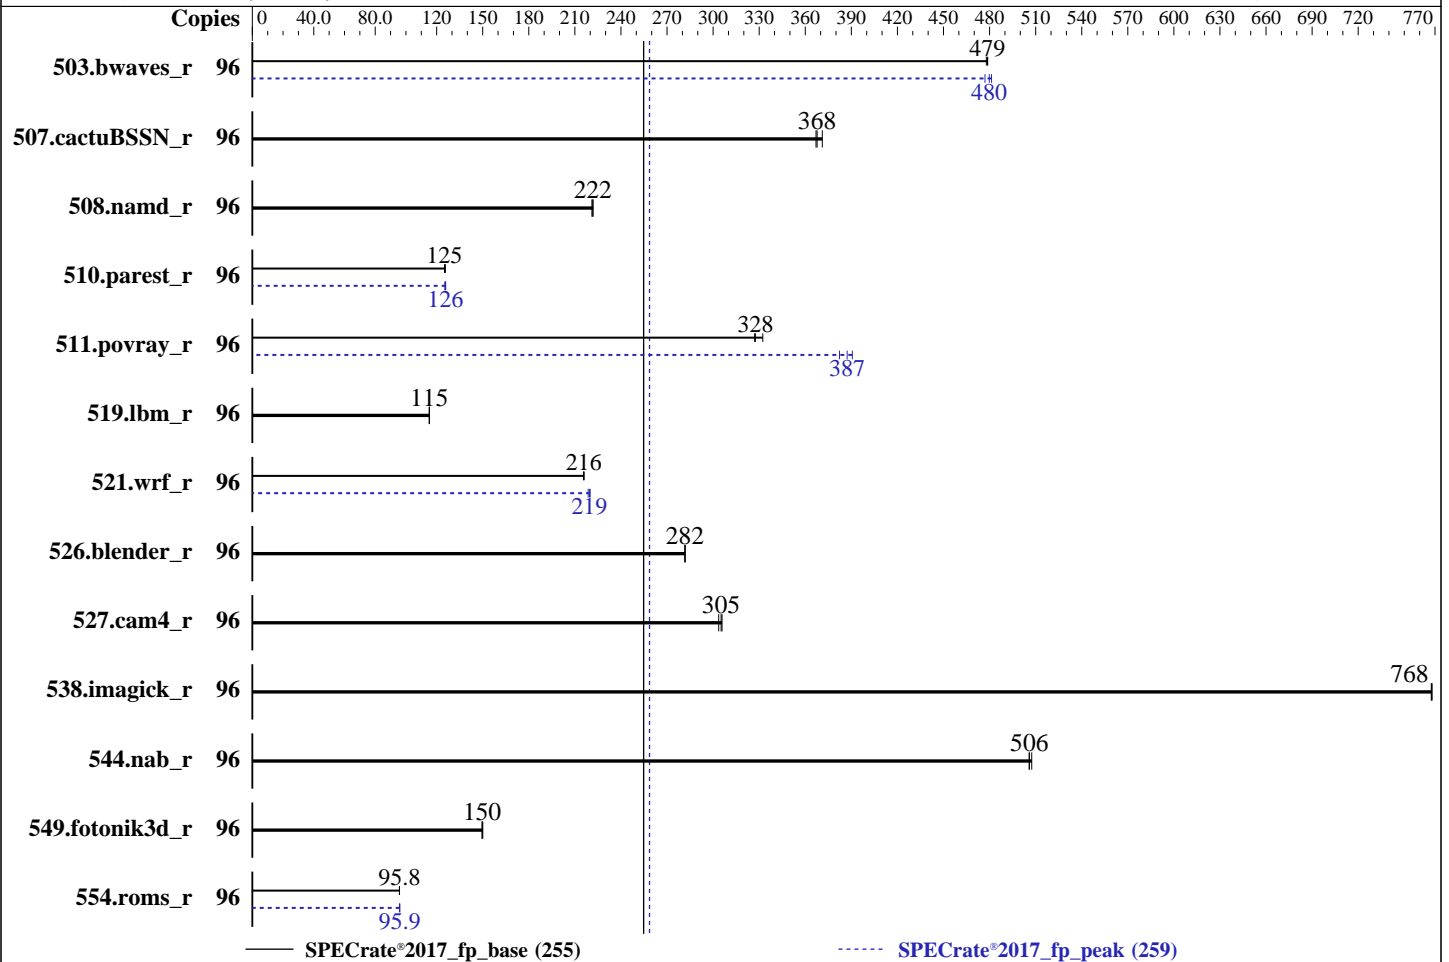 Copies 0 40.0 80.0 120 150 180 210 240 270 300 330 360 390 420 450 480 510 540 570 600 630 660 690 720 770
503.bwaves_r 96 479
480
507.cactuBSSN_r 96 368
508.namd_r 96 222
510.parest_r 96 125
126
511.povray_r 96 328
387
519.lbm_r 96 115
521.wrf_r 96 216
219
526.blender_r 96 282
527.cam4_r 96 305
538.imagick_r 96 768
544.nab_r 96 506
549.fotonik3d_r 96 150
554.roms_r 96 95.8
95.9
SPECrate®2017_fp_base (255) SPECrate®2017_fp_peak (259)